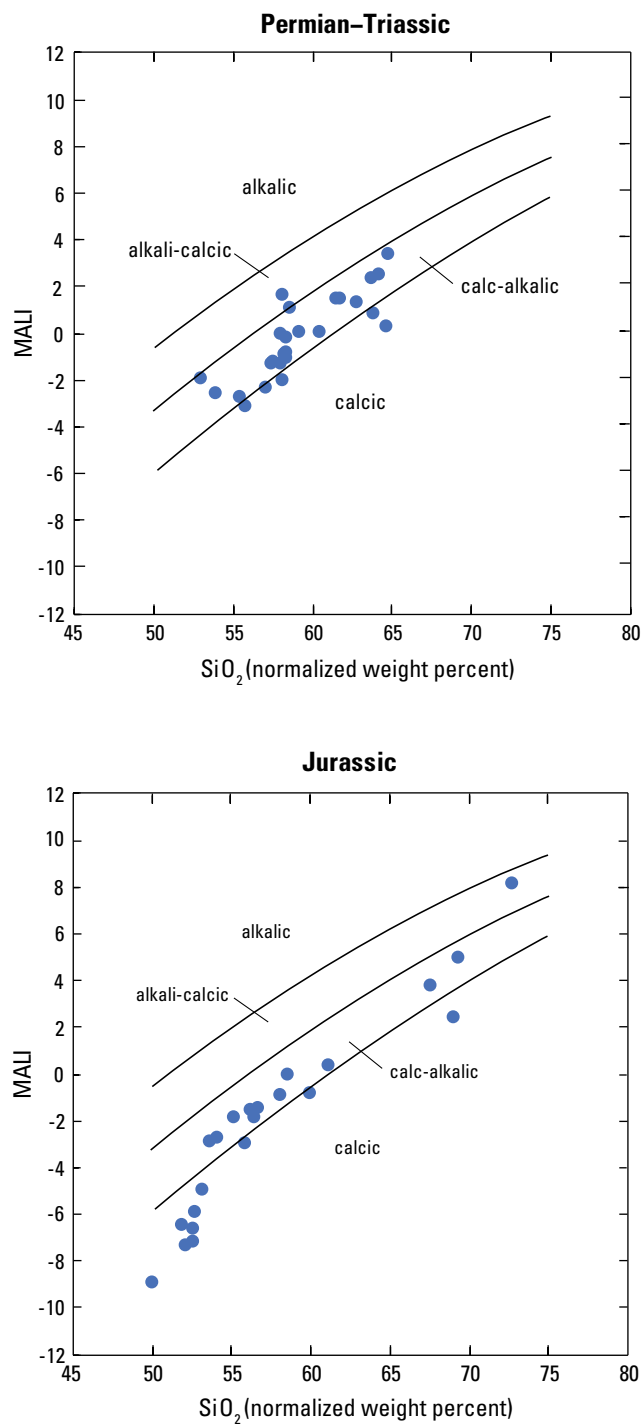 Permian–Triassic
12
10
8
6
4
2
0
-2
-4
-6
-8
-10
-12
MALI
alkalic
alkali-calcic
calc-alkalic
calcic
45 50 55 60 65 70 75 80
SiO₂ (normalized weight percent)
Jurassic
12
10
8
6
4
2
0
-2
-4
-6
-8
-10
-12
MALI
alkalic
alkali-calcic
calc-alkalic
calcic
45 50 55 60 65 70 75 80
SiO₂ (normalized weight percent)